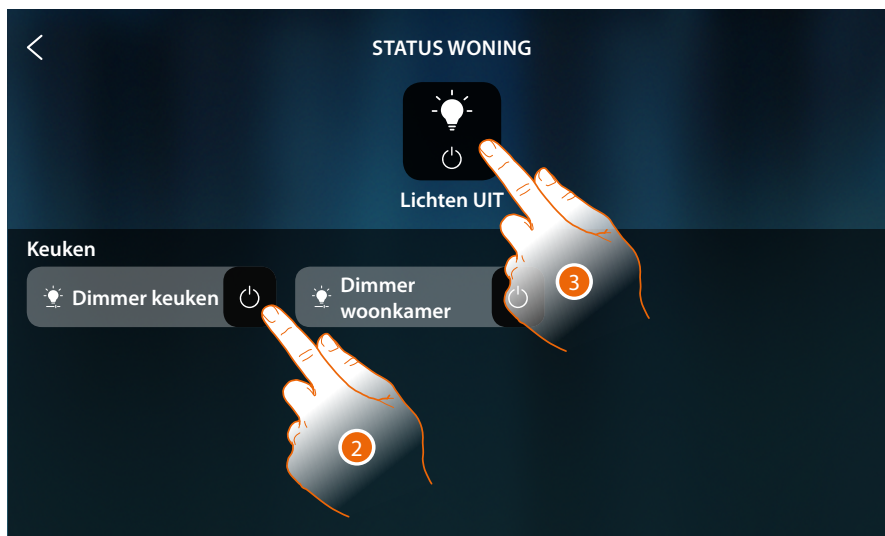 STATUS WONING
Lichten UIT
Keuken
Dimmer keuken
Dimmer
woonkamer
3
2